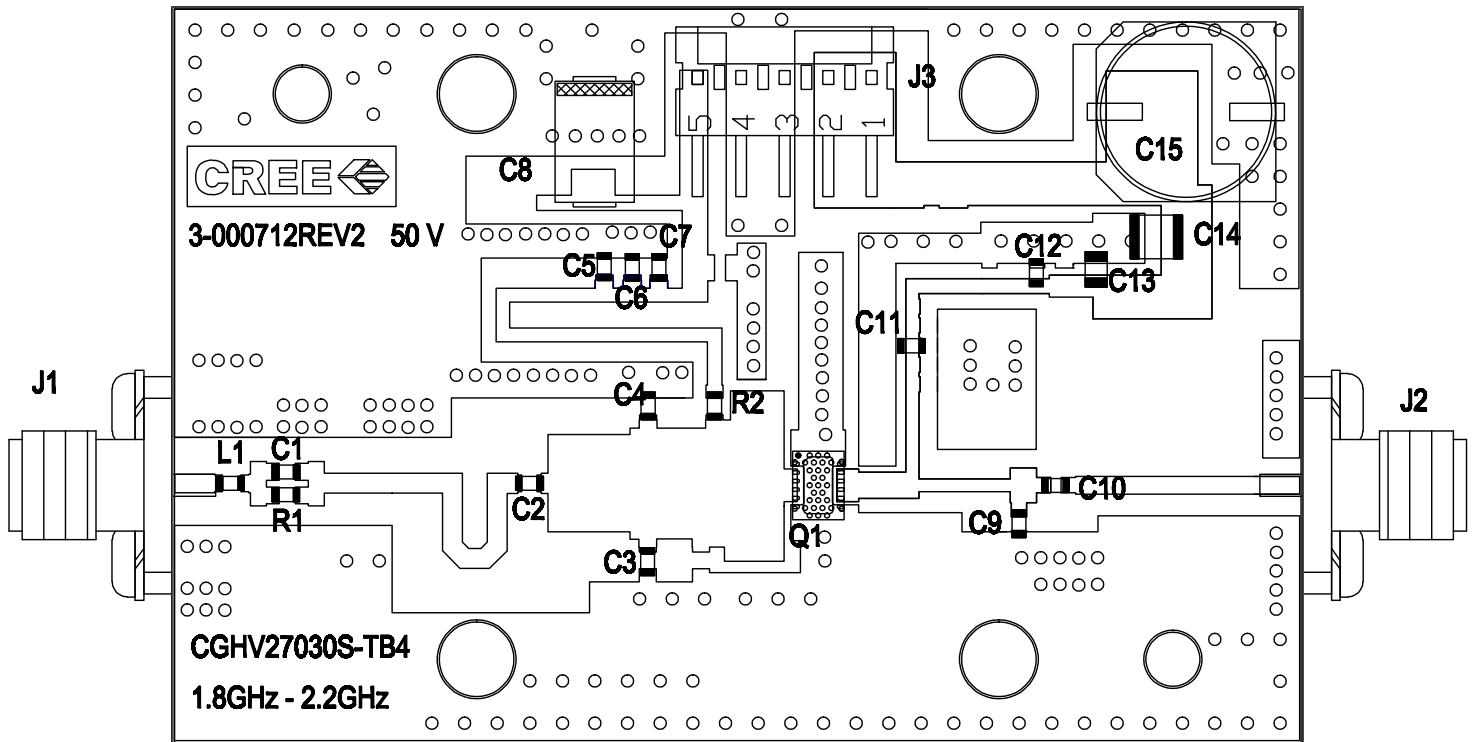 J3
5 4 3 2 1
C15
C8
CREE
3-000712REV2 50 V
C7
C14
C5
C12
C6
C13
C11
J1
J2
C4
R2
L1
C1
C10
R1
C2
C9
Q1
C3
CGHV27030S-TB4
1.8GHz - 2.2GHz